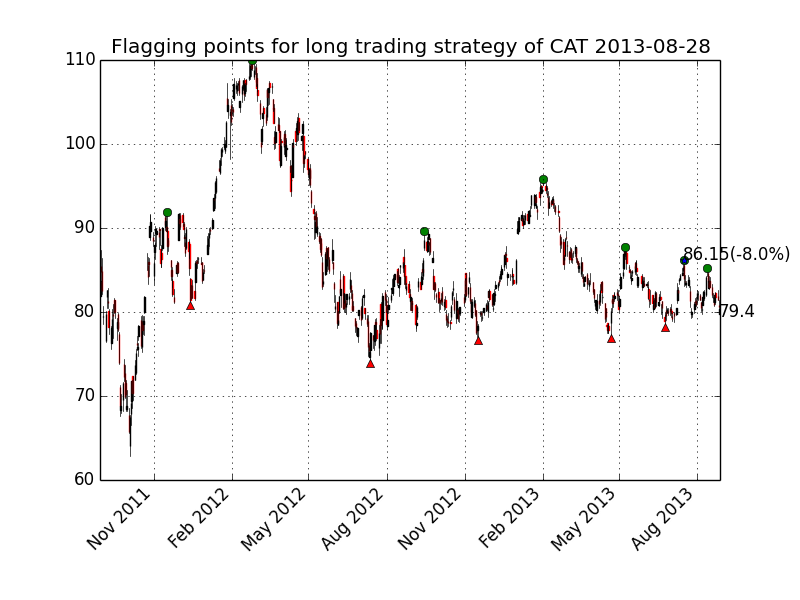 Flagging points for long trading strategy of CAT 2013-08-28
110
100
90
86.15(-8.0%)
80
79.4
70
60
Nov 2011
Feb 2012
May 2012
Aug 2012
Nov 2012
Feb 2013
May 2013
Aug 2013